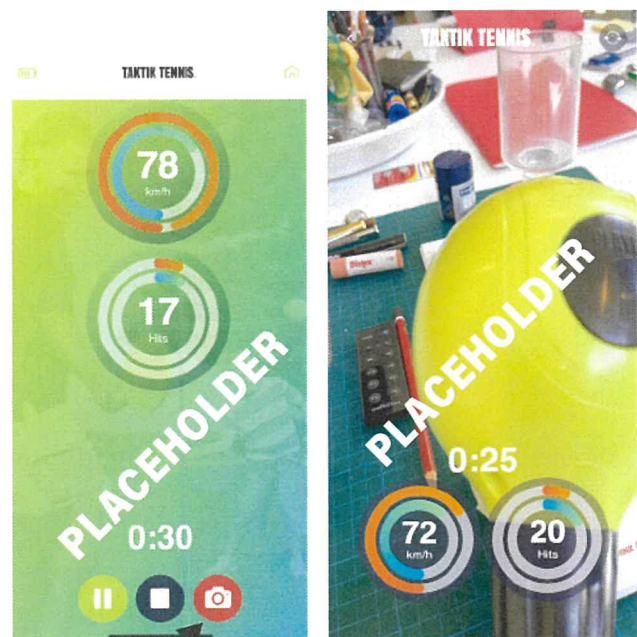 TAKTIK TENNIS
78
km/h
17
Hits
PLACEHOLDER
0:30
TAKTIK TENNIS
PLACEHOLDER
0:25
72
km/h
20
Hits